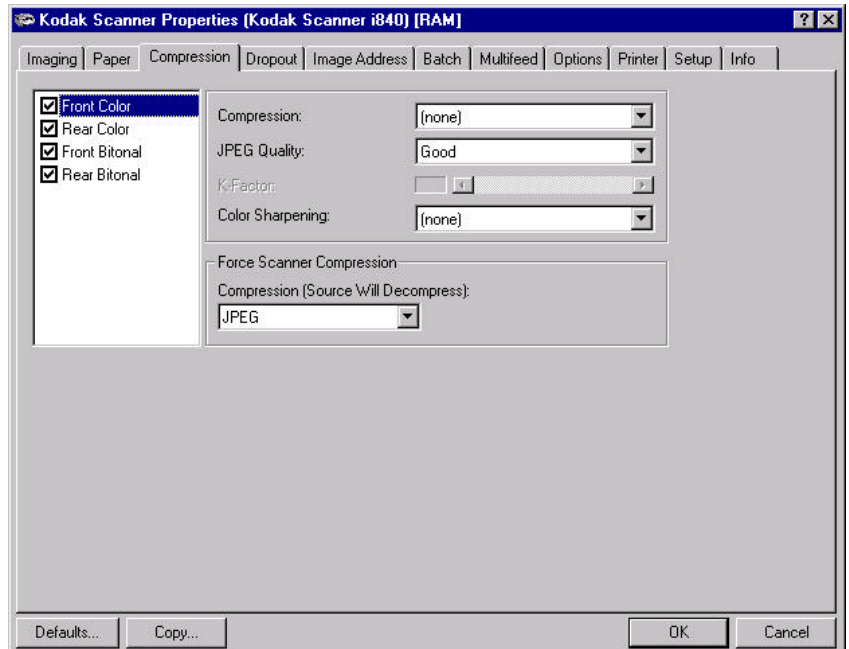 Kodak Scanner Properties (Kodak Scanner i840) [RAM]
Imaging Paper Compression Dropout Image Address Batch Multifeed Options Printer Setup Info
Front Color
Rear Color
Front Bitonal
Rear Bitonal
Compression: (none)
JPEG Quality: Good
K-Factor:
Color Sharpening: (none)
Force Scanner Compression
Compression (Source Will Decompress):
JPEG
Defaults... Copy... OK Cancel